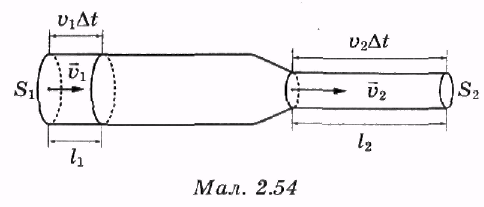 v₁Δt
v₂Δt
S₁
v⃗₁
v⃗₂
S₂
l₁
l₂
Мал. 2.54